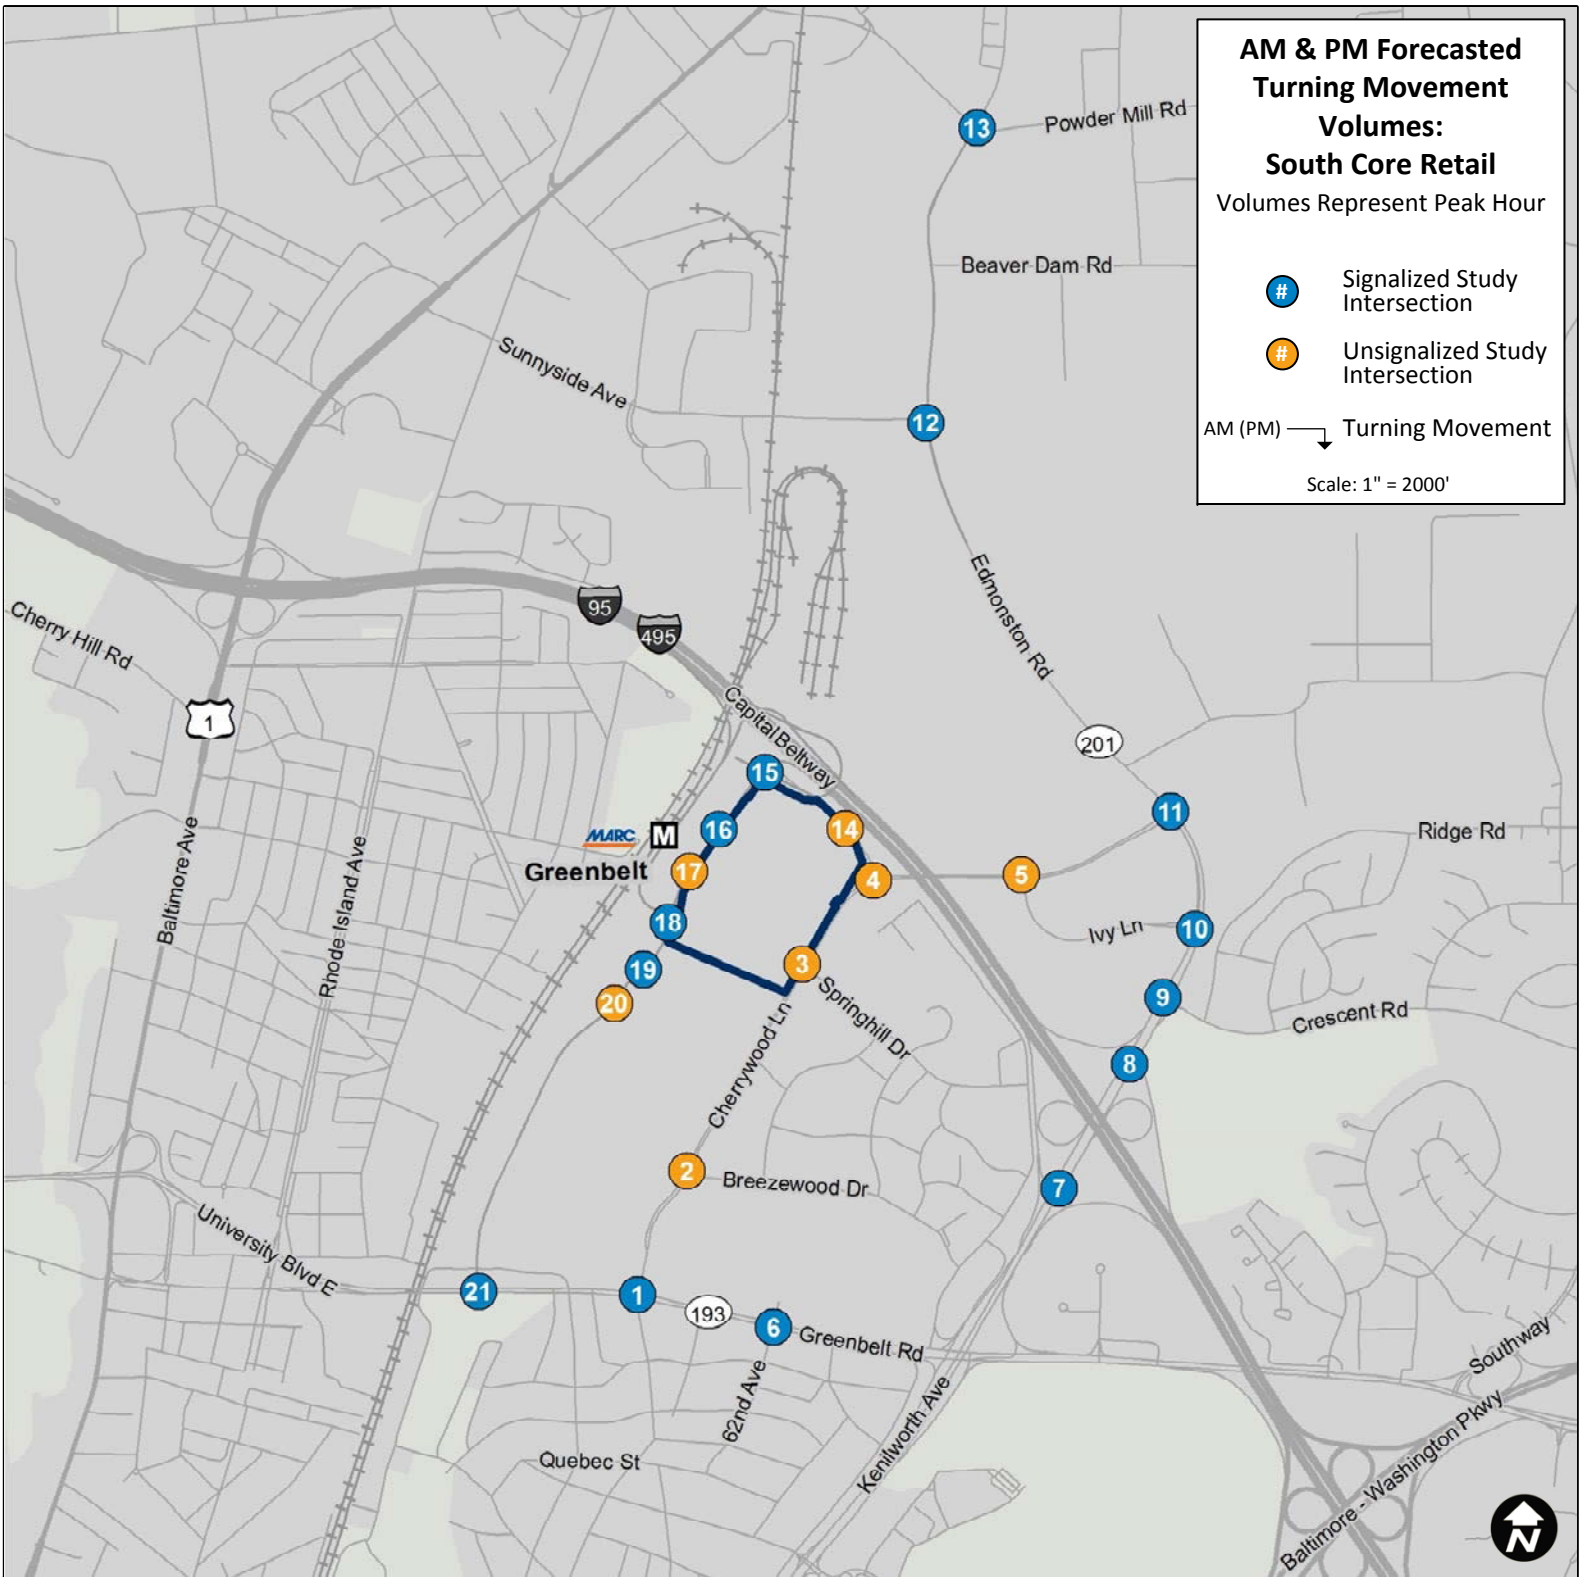 AM & PM Forecasted
Turning Movement
Volumes:
South Core Retail
Volumes Represent Peak Hour
# Signalized Study
Intersection
# Unsignalized Study
Intersection
AM (PM) Turning Movement
Scale: 1" = 2000'
13
Powder Mill Rd
Beaver Dam Rd
Sunnyside Ave
12
Edmonston Rd
95
495
Cherry Hill Rd
1
Capital Beltway
201
15
11
16
14
MARC M
Ridge Rd
Greenbelt
17
4
5
Baltimore Ave
Rhode Island Ave
18
Ivy Ln
10
19
3
20
Springhill Dr
9
Crescent Rd
Cherrywood Ln
8
2
Breezewood Dr
7
University Blvd E
21
1
193
6
Greenbelt Rd
Southway
62nd Ave
Kenilworth Ave
Quebec St
Baltimore - Washington Pkwy
N